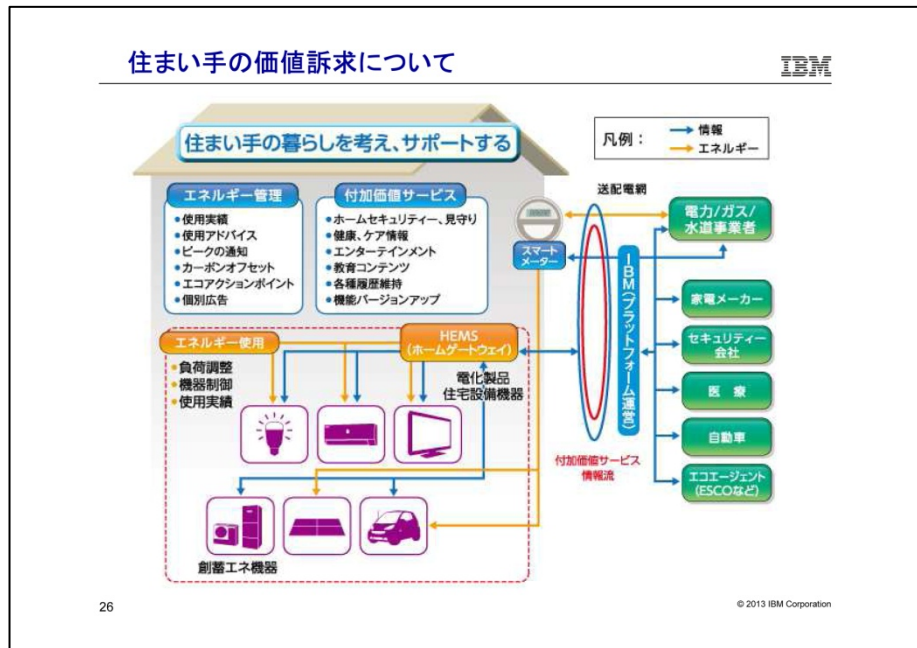 住まい手の価値訴求について
IBM
住まい手の暮らしを考え、サポートする
凡例：
情報
エネルギー
エネルギー管理
●使用実績
●使用アドバイス
●ピークの通知
●カーボンオフセット
●エコアクションポイント
●個別広告
付加価値サービス
●ホームセキュリティー、見守り
●健康、ケア情報
●エンターテインメント
●教育コンテンツ
●各種履歴維持
●機能バージョンアップ
スマート
メーター
送配電網
IBM(プラットフォーム運営)
電力/ガス/
水道事業者
家電メーカー
セキュリティー
会社
医 療
自動車
エコエージェント
(ESCOなど)
エネルギー使用
●負荷調整
●機器制御
●使用実績
HEMS
(ホームゲートウェイ)
電化製品
住宅設備機器
付加価値サービス
情報流
創蓄エネ機器
26
© 2013 IBM Corporation